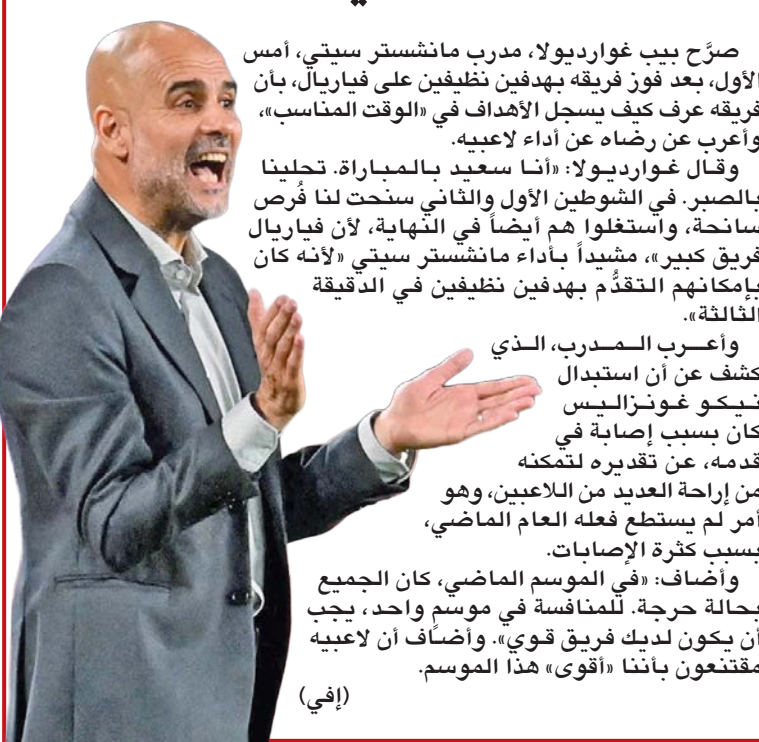 صرَّح بيب غوارديولا، مدرب مانشستر سيتي، أمس
الأول، بعد فوز فريقه بهدفين نظيفين على فياريال، بأن
فريقه عرف كيف يسجل الأهداف في «الوقت المناسب»،
وأعرب عن رضاه عن أداء لاعبيه.
وقال غوارديولا: «أنا سعيد بالمباراة. تحلينا
بالصبر. في الشوطين الأول والثاني سنحت لنا فُرص
سانحة، واستغلوا هم أيضاً في النهاية، لأن فياريال
فريق كبير»، مشيداً بأداء مانشستر سيتي «لأنه كان
بإمكانهم التقدُّم بهدفين نظيفين في الدقيقة
الثالثة».
وأعرب المدرب، الذي
كشف عن أن استبدال
نيكو غونزاليس
كان بسبب إصابة في
قدمه، عن تقديره لتمكنه
من إراحة العديد من اللاعبين، وهو
أمر لم يستطع فعله العام الماضي،
بسبب كثرة الإصابات.
وأضاف: «في الموسم الماضي، كان الجميع
بحالة حرجة. للمنافسة في موسمٍ واحد، يجب
أن يكون لديك فريق قوي». وأضاف أن لاعبيه
مقتنعون بأننا «أقوى» هذا الموسم.
(إفي)